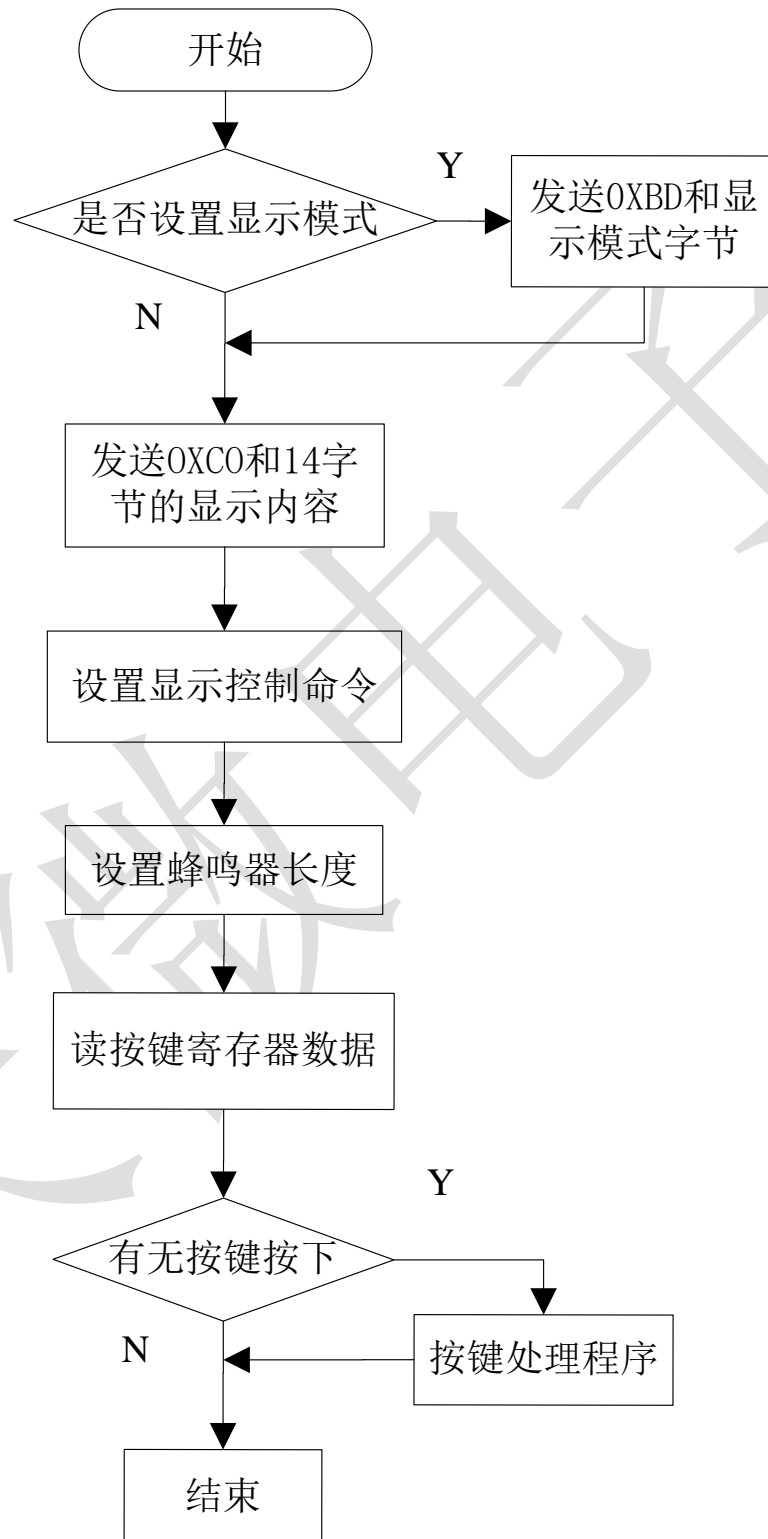 开始
是否设置显示模式
Y
发送0XBD和显
示模式字节
N
发送0XC0和14字
节的显示内容
设置显示控制命令
设置蜂鸣器长度
读按键寄存器数据
Y
有无按键按下
N
按键处理程序
结束
微电子